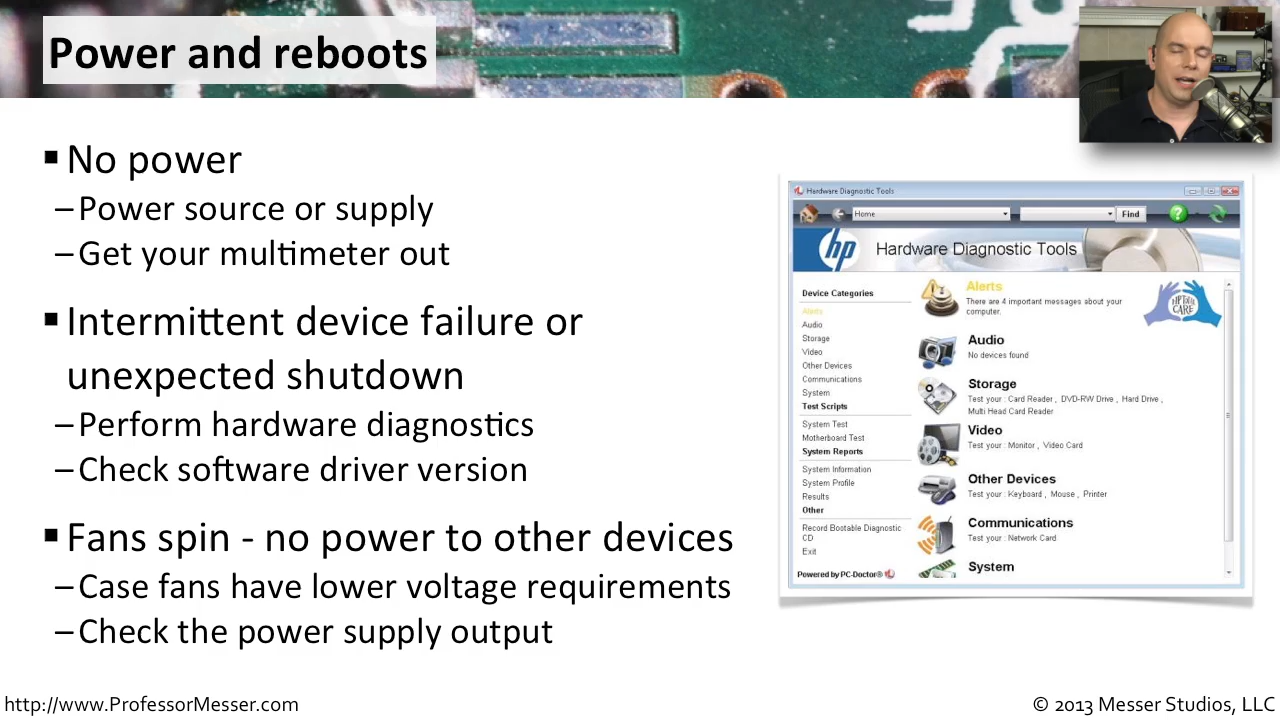 Power and reboots
▪ No power
– Power source or supply
– Get your multimeter out
▪ Intermittent device failure or
unexpected shutdown
– Perform hardware diagnostics
– Check software driver version
▪ Fans spin - no power to other devices
– Case fans have lower voltage requirements
– Check the power supply output
Hardware Diagnostic Tools
Home
Find
hp
Hardware Diagnostic Tools
Device Categories
Alerts
Audio
Storage
Video
Other Devices
Communications
System
Test Scripts
System Test
Motherboard Test
System Reports
System Information
System Profile
Results
Other
Record Bootable Diagnostic
CD
Exit
Powered by PC-Doctor®
Alerts
There are 4 important messages about your
computer.
HP TOTAL
CARE
Audio
No devices found
Storage
Test your : Card Reader , DVD-RW Drive , Hard Drive ,
Multi Head Card Reader
Video
Test your : Monitor , Video Card
Other Devices
Test your : Keyboard , Mouse , Printer
Communications
Test your : Network Card
System
http://www.ProfessorMesser.com
© 2013 Messer Studios, LLC